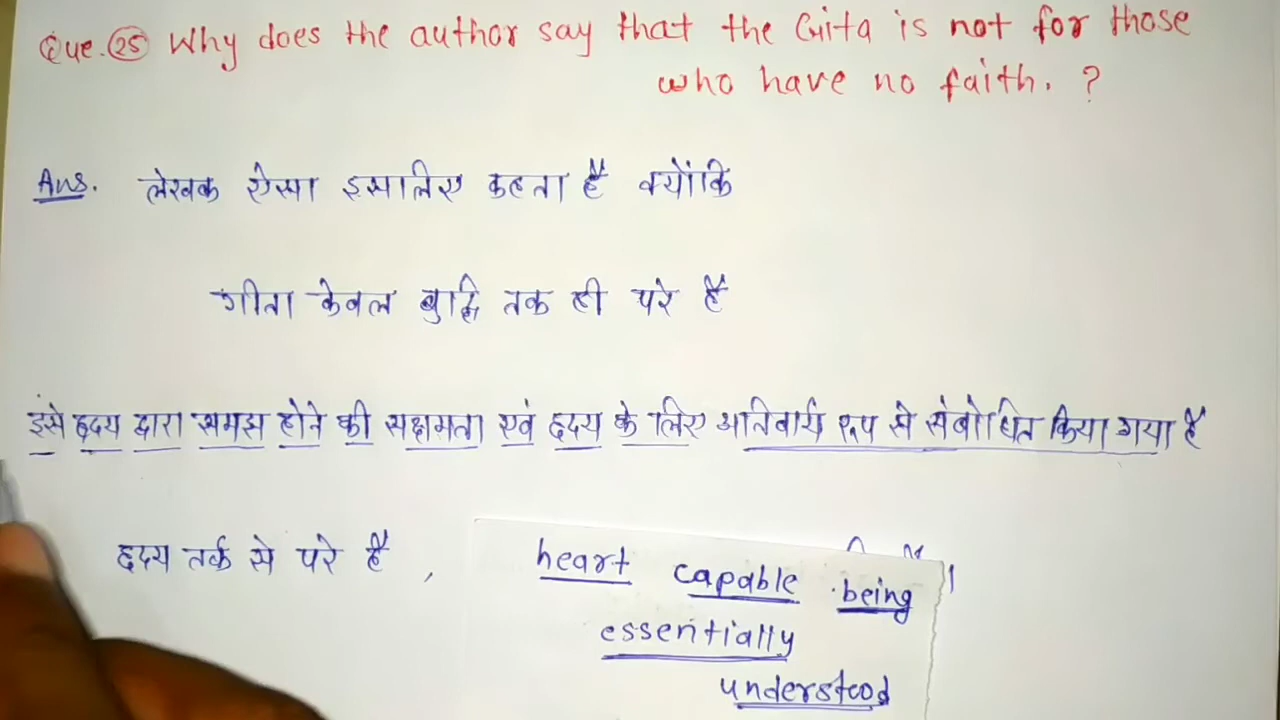 Que. 25 Why does the author say that the Gita is not for those
who have no faith. ?
Ans. लेखक ऐसा इसलिए कहता है क्योंकि
गीता केवल बुद्धि तक ही परे है
इसे हृदय द्वारा समझ होने की सक्षमता एवं हृदय के लिए अनिवार्य रूप से संबोधित किया गया है
हृदय तर्क से परे है ,
heart capable being
essentially
understood